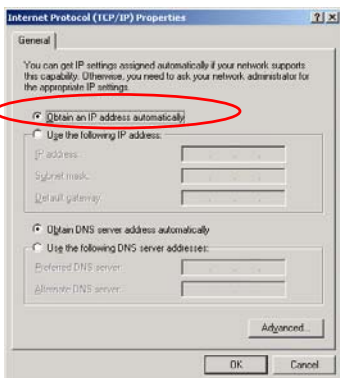 Internet Protocol (TCP/IP) Properties
General
You can get IP settings assigned automatically if your network supports
this capability. Otherwise, you need to ask your network administrator for
the appropriate IP settings.
Obtain an IP address automatically
Use the following IP address:
IP address:
Subnet mask:
Default gateway:
Obtain DNS server address automatically
Use the following DNS server addresses:
Preferred DNS server:
Alternate DNS server:
Advanced...
OK
Cancel